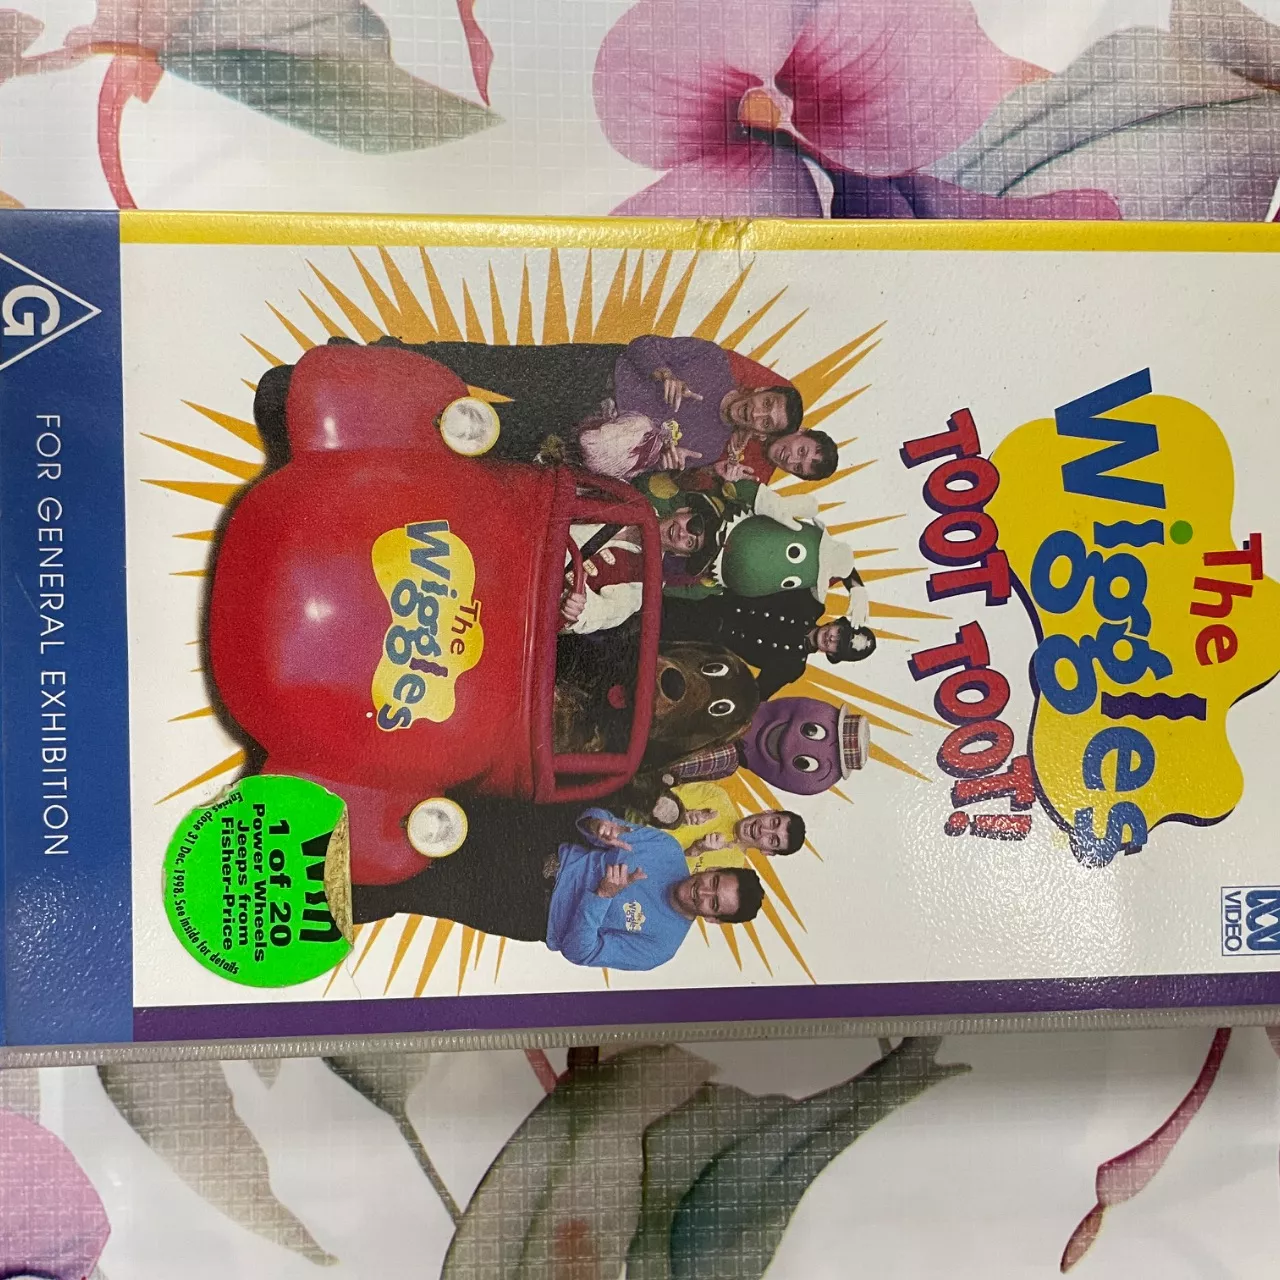 The
Wiggles
TOOT TOOT!
ABC
VIDEO
The
Wiggles
Win
1 of 20
Power Wheels
Jeeps from
Fisher-Price
Entries close 31 Dec, 1998. See inside for details
G
FOR GENERAL EXHIBITION